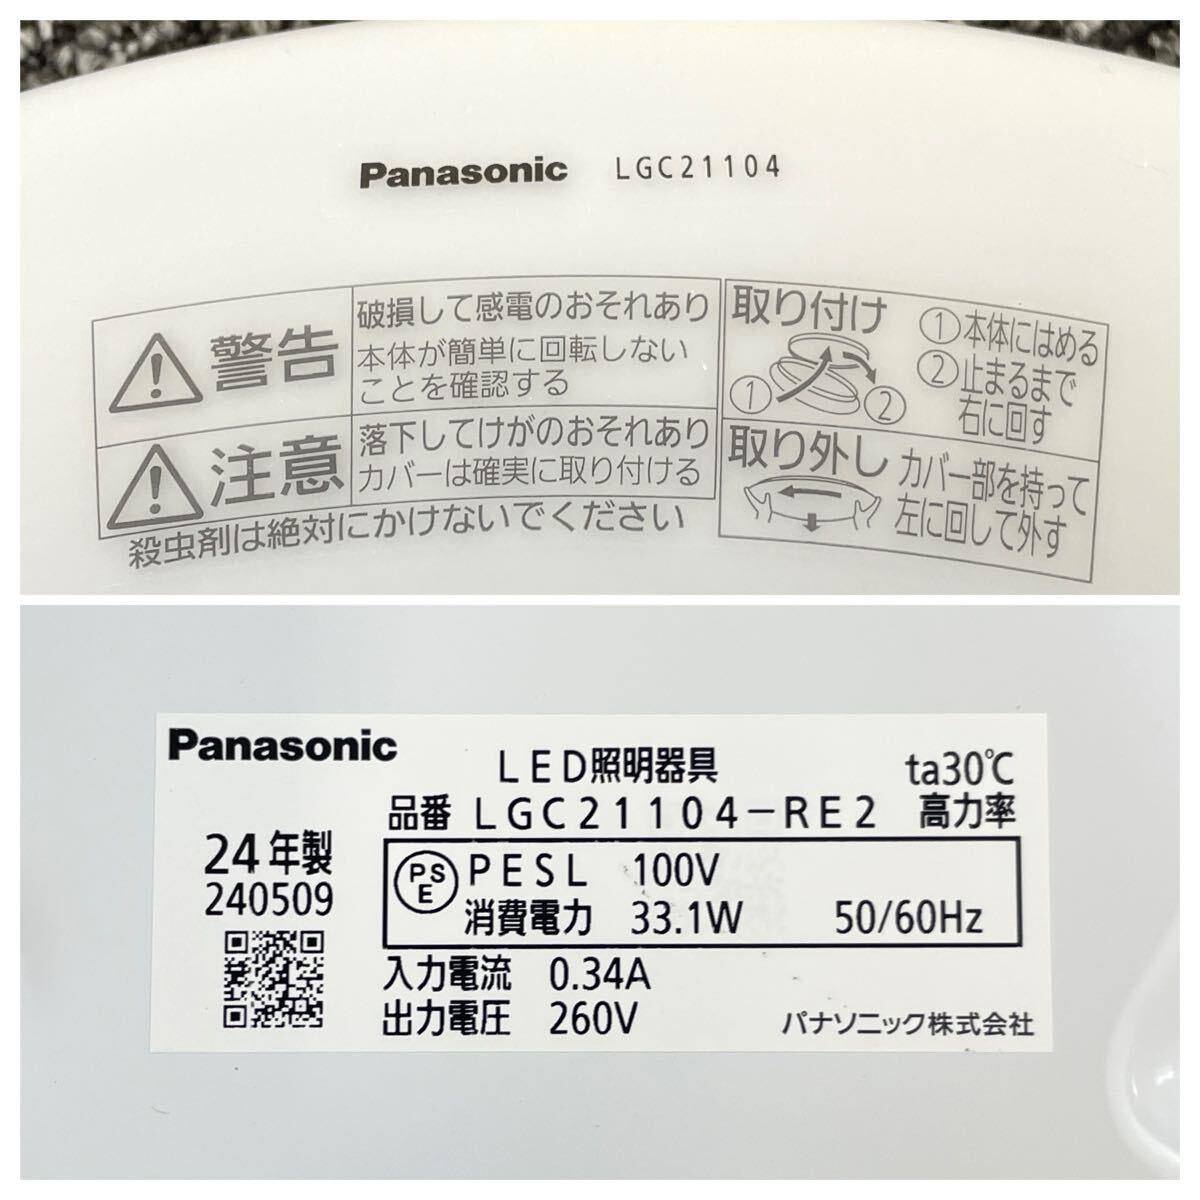 Panasonic LGC21104
警告
破損して感電のおそれあり
本体が簡単に回転しない
ことを確認する
注意
落下してけがのおそれあり
カバーは確実に取り付ける
殺虫剤は絶対にかけないでください
取り付け
① ②
①本体にはめる
②止まるまで
右に回す
取り外し
カバー部を持って
左に回して外す
Panasonic
LED照明器具 ta30℃
品番 LGC21104-RE2 高力率
24年製
240509
PS
E
PESL 100V
消費電力 33.1W 50/60Hz
入力電流 0.34A
出力電圧 260V
パナソニック株式会社